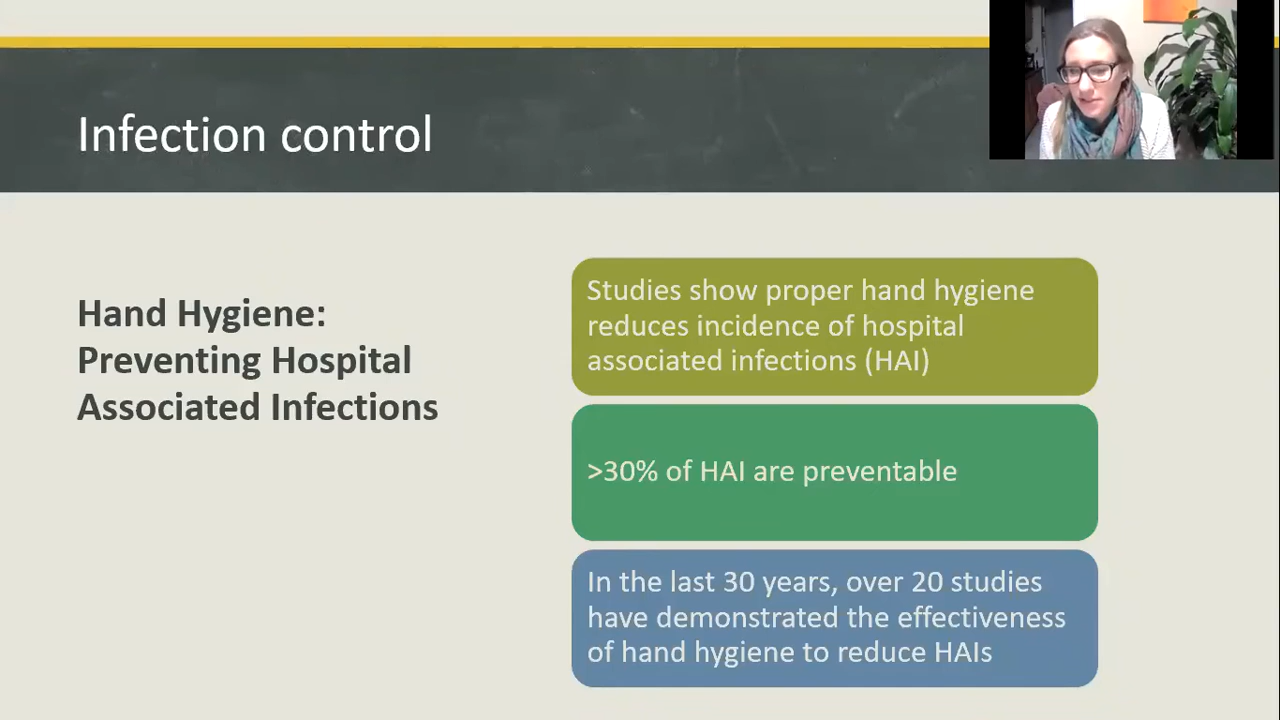 Infection control
Hand Hygiene:
Preventing Hospital
Associated Infections
Studies show proper hand hygiene
reduces incidence of hospital
associated infections (HAI)
>30% of HAI are preventable
In the last 30 years, over 20 studies
have demonstrated the effectiveness
of hand hygiene to reduce HAIs